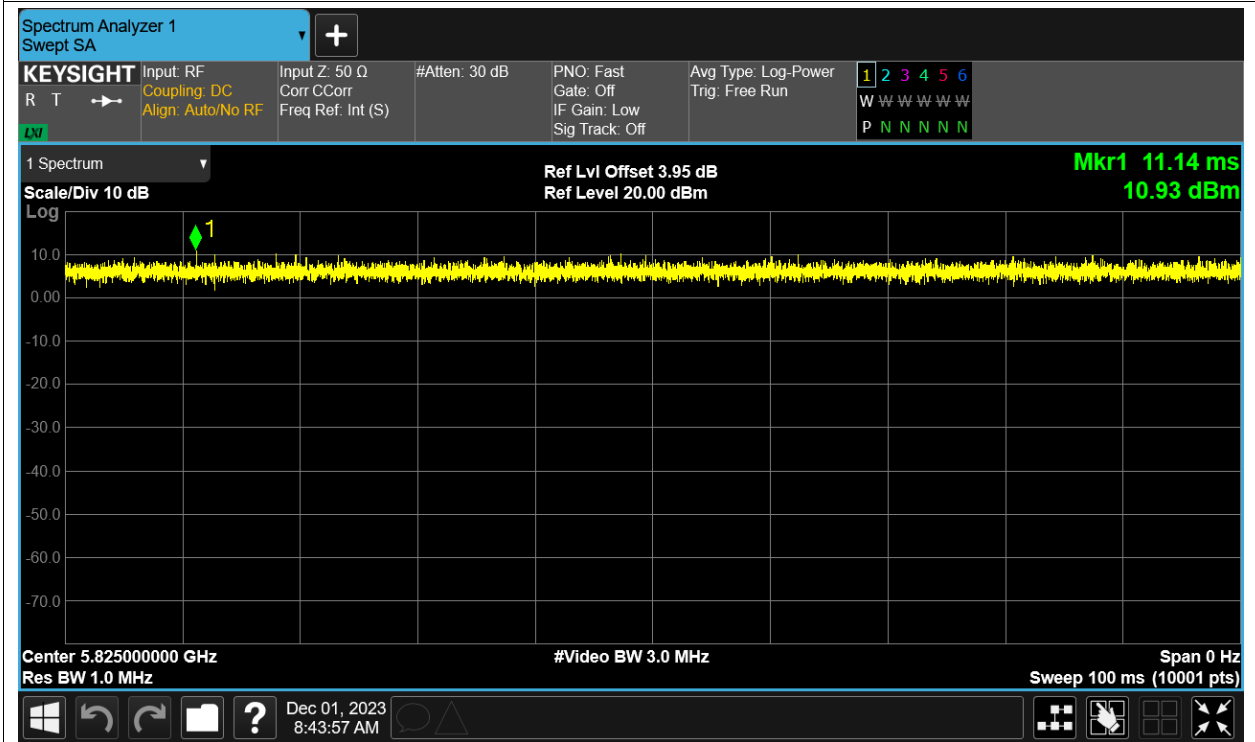 Spectrum Analyzer 1
Swept SA
KEYSIGHT
R T
LXI
Input: RF
Coupling: DC
Align: Auto/No RF
Input Z: 50 Ω
Corr CCorr
Freq Ref: Int (S)
#Atten: 30 dB
PNO: Fast
Gate: Off
IF Gain: Low
Sig Track: Off
Avg Type: Log-Power
Trig: Free Run
1 2 3 4 5 6
W W W W W W
P N N N N N
1 Spectrum
Scale/Div 10 dB
Log
Ref Lvl Offset 3.95 dB
Ref Level 20.00 dBm
Mkr1 11.14 ms
10.93 dBm
1
10.0
0.00
-10.0
-20.0
-30.0
-40.0
-50.0
-60.0
-70.0
Center 5.825000000 GHz
Res BW 1.0 MHz
#Video BW 3.0 MHz
Span 0 Hz
Sweep 100 ms (10001 pts)
?
Dec 01, 2023
8:43:57 AM